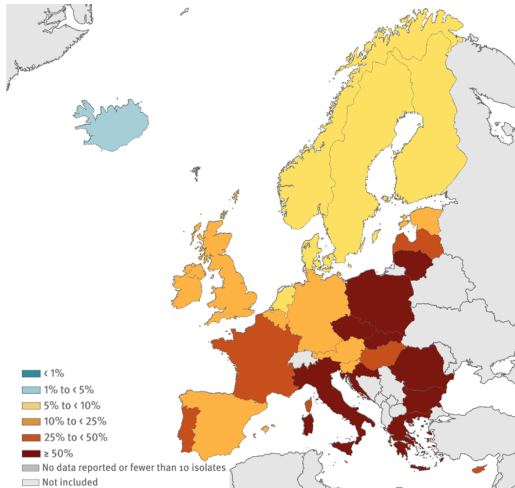 < 1%
1% to < 5%
5% to < 10%
10% to < 25%
25% to < 50%
≥ 50%
No data reported or fewer than 10 isolates
Not included